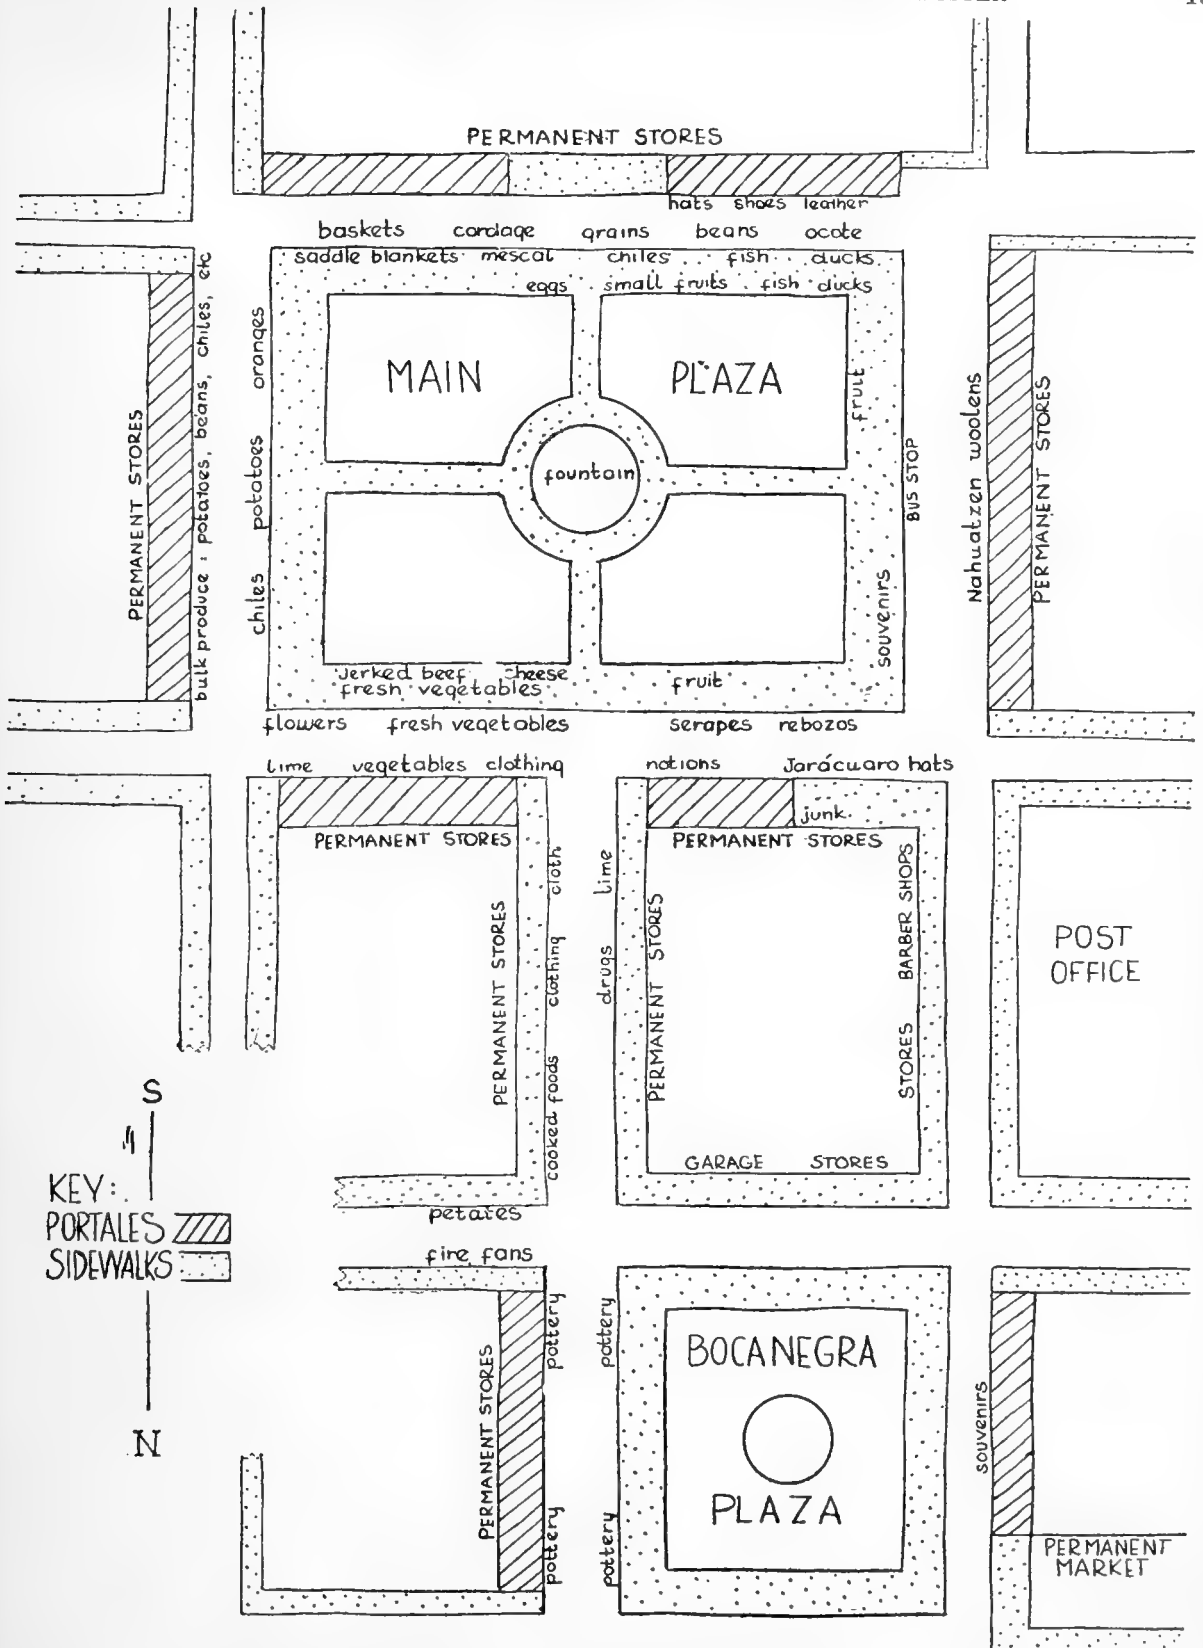 PERMANENT STORES
hats shoes leather
baskets cordage grains beans ocote
saddle blankets mescal chiles fish ducks
eggs small fruits fish ducks
MAIN PLAZA
fountain
oranges
potatoes
chiles
bulk produce: potatoes, beans, chiles, etc
PERMANENT STORES
fruit
BUS STOP
souvenirs
Nahuatzen woolens
PERMANENT STORES
Jerked beef cheese
fresh vegetables
fruit
flowers fresh vegetables serapes rebozos
lime vegetables clothing notions Jarácuaro hats
junk
PERMANENT STORES
PERMANENT STORES
PERMANENT STORES
cloth
clothing
cooked foods
lime
drugs
PERMANENT STORES
BARBER SHOPS
STORES
GARAGE STORES
POST
OFFICE
S
KEY:
PORTALES
SIDEWALKS
N
petates
fire fans
PERMANENT STORES
pottery
pottery
pottery
pottery
BOCANEGRA
PLAZA
souvenirs
PERMANENT
MARKET